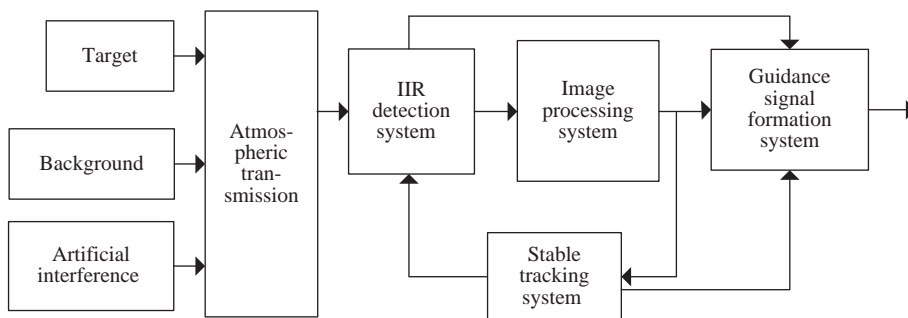 Target
Background
Artificial
interference
Atmos-
pheric
tran-
smission
IIR
detection
system
Image
processing
system
Guidance
signal
formation
system
Stable
tracking
system